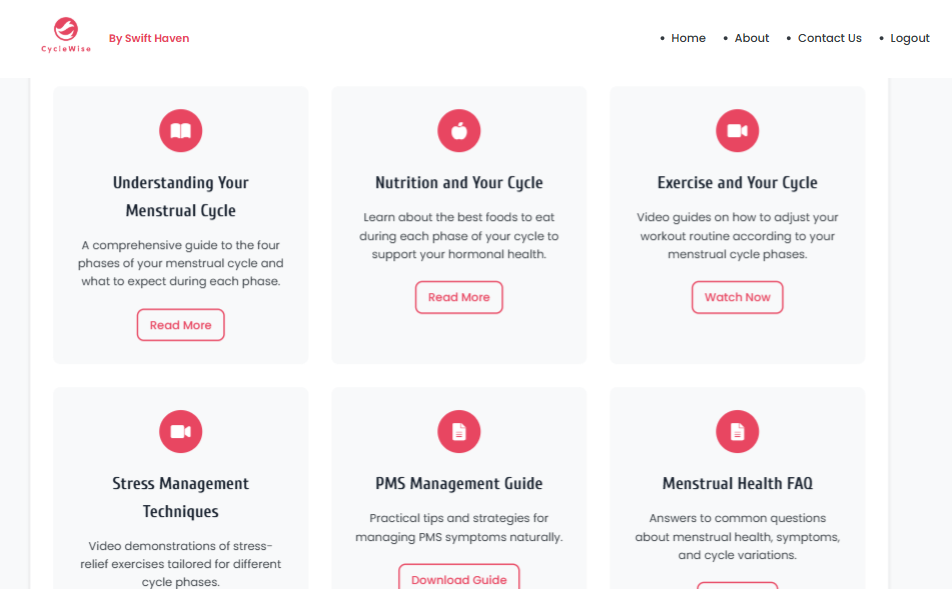 CycleWise
By Swift Haven
• Home
• About
• Contact Us
• Logout
Understanding Your
Menstrual Cycle
A comprehensive guide to the four
phases of your menstrual cycle and
what to expect during each phase.
Read More
Nutrition and Your Cycle
Learn about the best foods to eat
during each phase of your cycle to
support your hormonal health.
Read More
Exercise and Your Cycle
Video guides on how to adjust your
workout routine according to your
menstrual cycle phases.
Watch Now
Stress Management
Techniques
Video demonstrations of stress-
relief exercises tailored for different
cycle phases.
PMS Management Guide
Practical tips and strategies for
managing PMS symptoms naturally.
Download Guide
Menstrual Health FAQ
Answers to common questions
about menstrual health, symptoms,
and cycle variations.